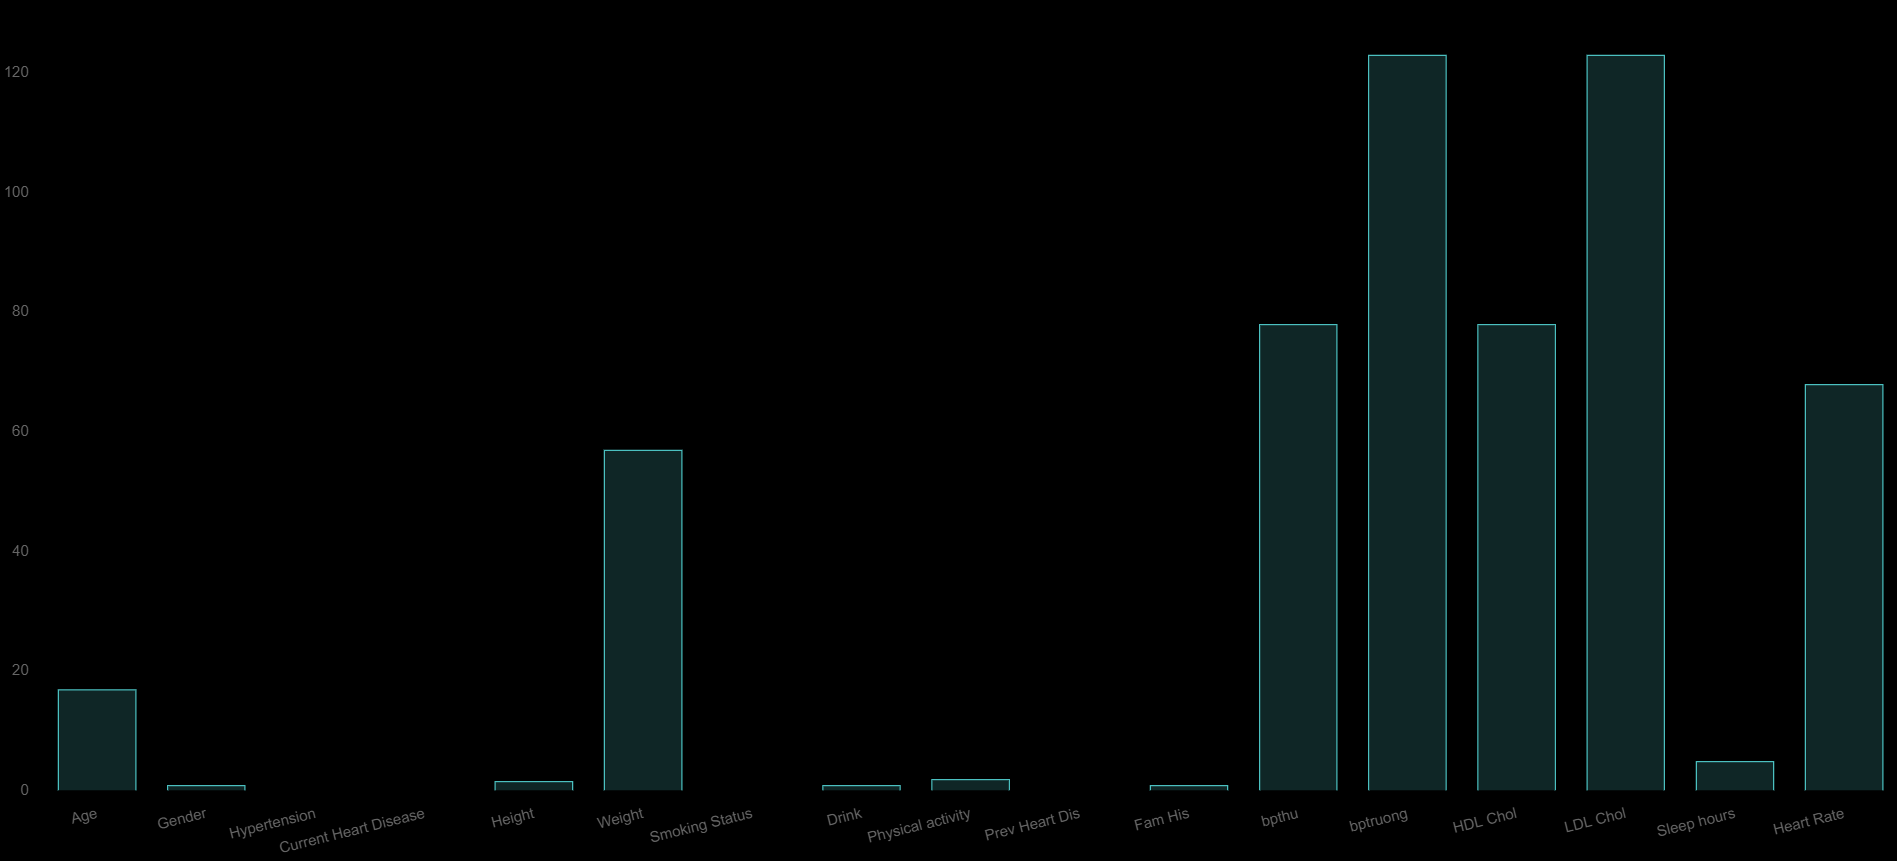 120
100
80
60
40
20
0
Age
Gender
Hypertension
Current Heart Disease
Height
Weight
Smoking Status
Drink
Physical activity
Prev Heart Dis
Fam His
bpthu
bptruong
HDL Chol
LDL Chol
Sleep hours
Heart Rate